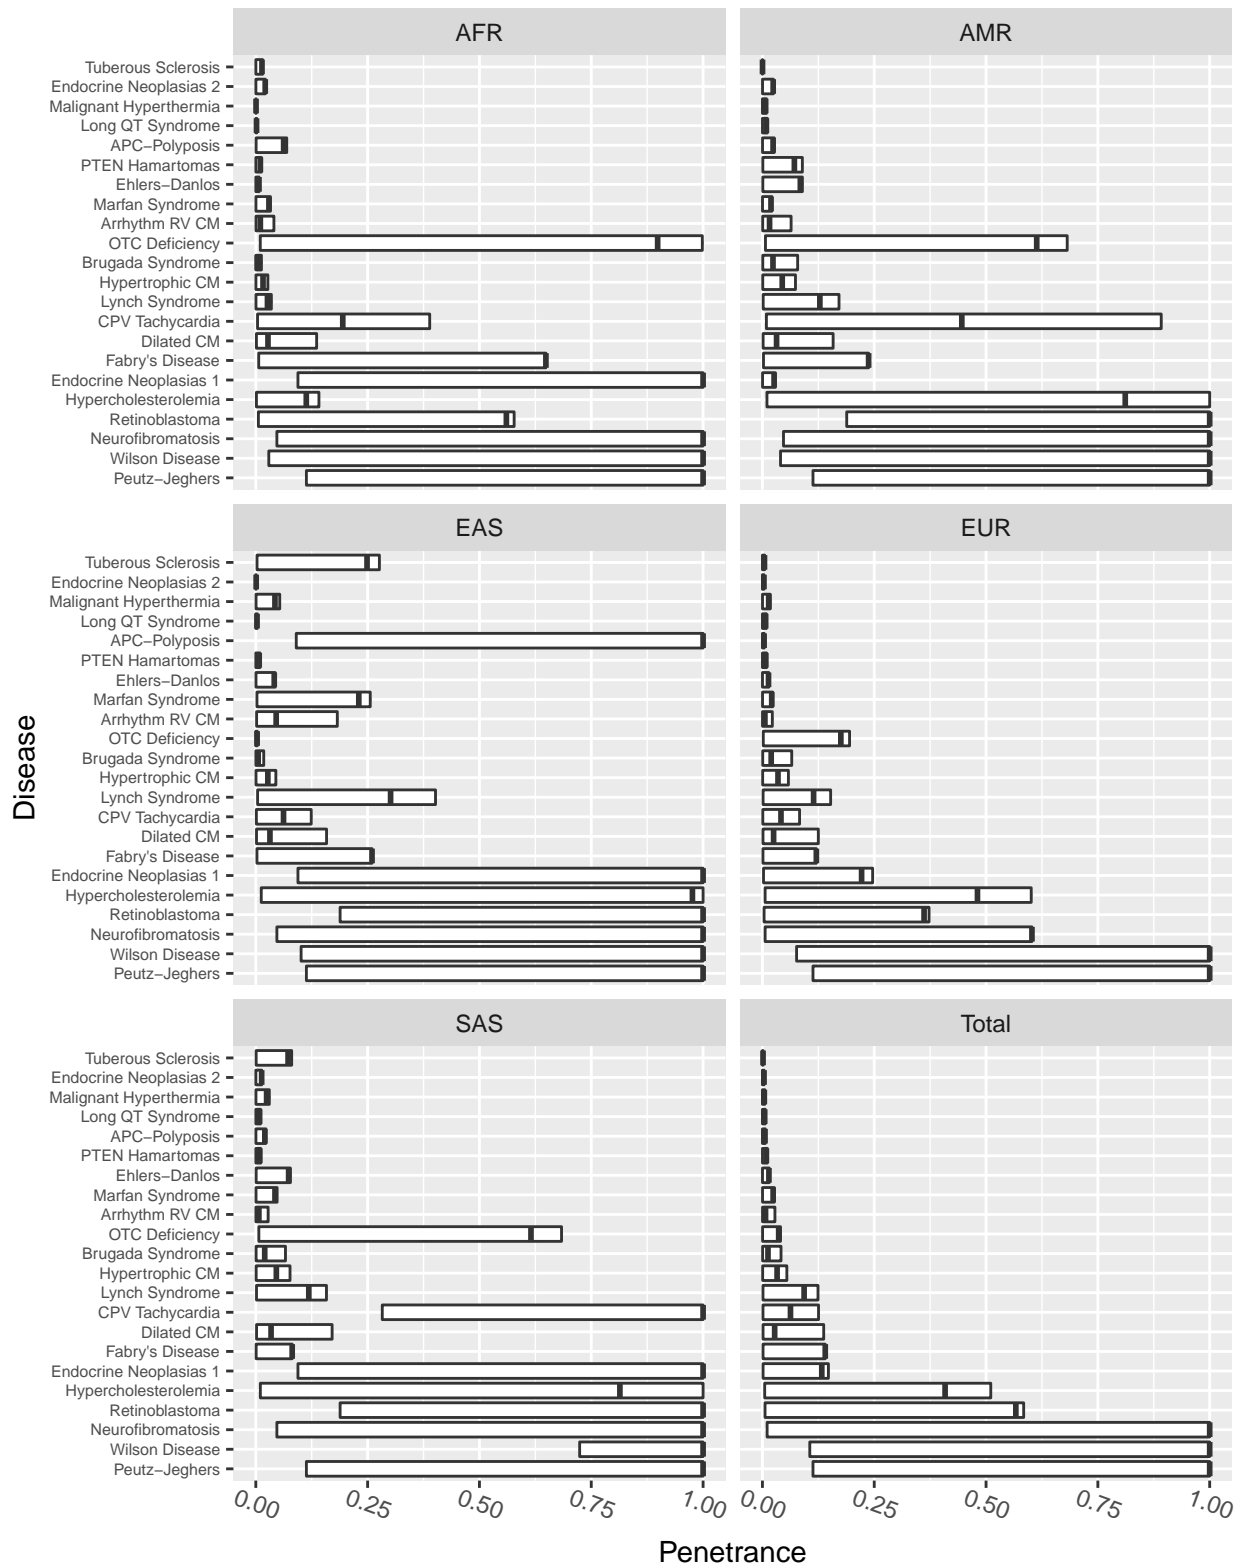 AFR
AMR
Tuberous Sclerosis
Endocrine Neoplasias 2
Malignant Hyperthermia
Long QT Syndrome
APC−Polyposis
PTEN Hamartomas
Ehlers−Danlos
Marfan Syndrome
Arrhythm RV CM
OTC Deficiency
Brugada Syndrome
Hypertrophic CM
Lynch Syndrome
CPV Tachycardia
Dilated CM
Fabry's Disease
Endocrine Neoplasias 1
Hypercholesterolemia
Retinoblastoma
Neurofibromatosis
Wilson Disease
Peutz−Jeghers
EAS
EUR
Tuberous Sclerosis
Endocrine Neoplasias 2
Malignant Hyperthermia
Long QT Syndrome
APC−Polyposis
PTEN Hamartomas
Ehlers−Danlos
Marfan Syndrome
Arrhythm RV CM
OTC Deficiency
Brugada Syndrome
Hypertrophic CM
Lynch Syndrome
CPV Tachycardia
Dilated CM
Fabry's Disease
Endocrine Neoplasias 1
Hypercholesterolemia
Retinoblastoma
Neurofibromatosis
Wilson Disease
Peutz−Jeghers
SAS
Total
Tuberous Sclerosis
Endocrine Neoplasias 2
Malignant Hyperthermia
Long QT Syndrome
APC−Polyposis
PTEN Hamartomas
Ehlers−Danlos
Marfan Syndrome
Arrhythm RV CM
OTC Deficiency
Brugada Syndrome
Hypertrophic CM
Lynch Syndrome
CPV Tachycardia
Dilated CM
Fabry's Disease
Endocrine Neoplasias 1
Hypercholesterolemia
Retinoblastoma
Neurofibromatosis
Wilson Disease
Peutz−Jeghers
0.00 0.25 0.50 0.75 1.00
0.00 0.25 0.50 0.75 1.00
Penetrance
Disease